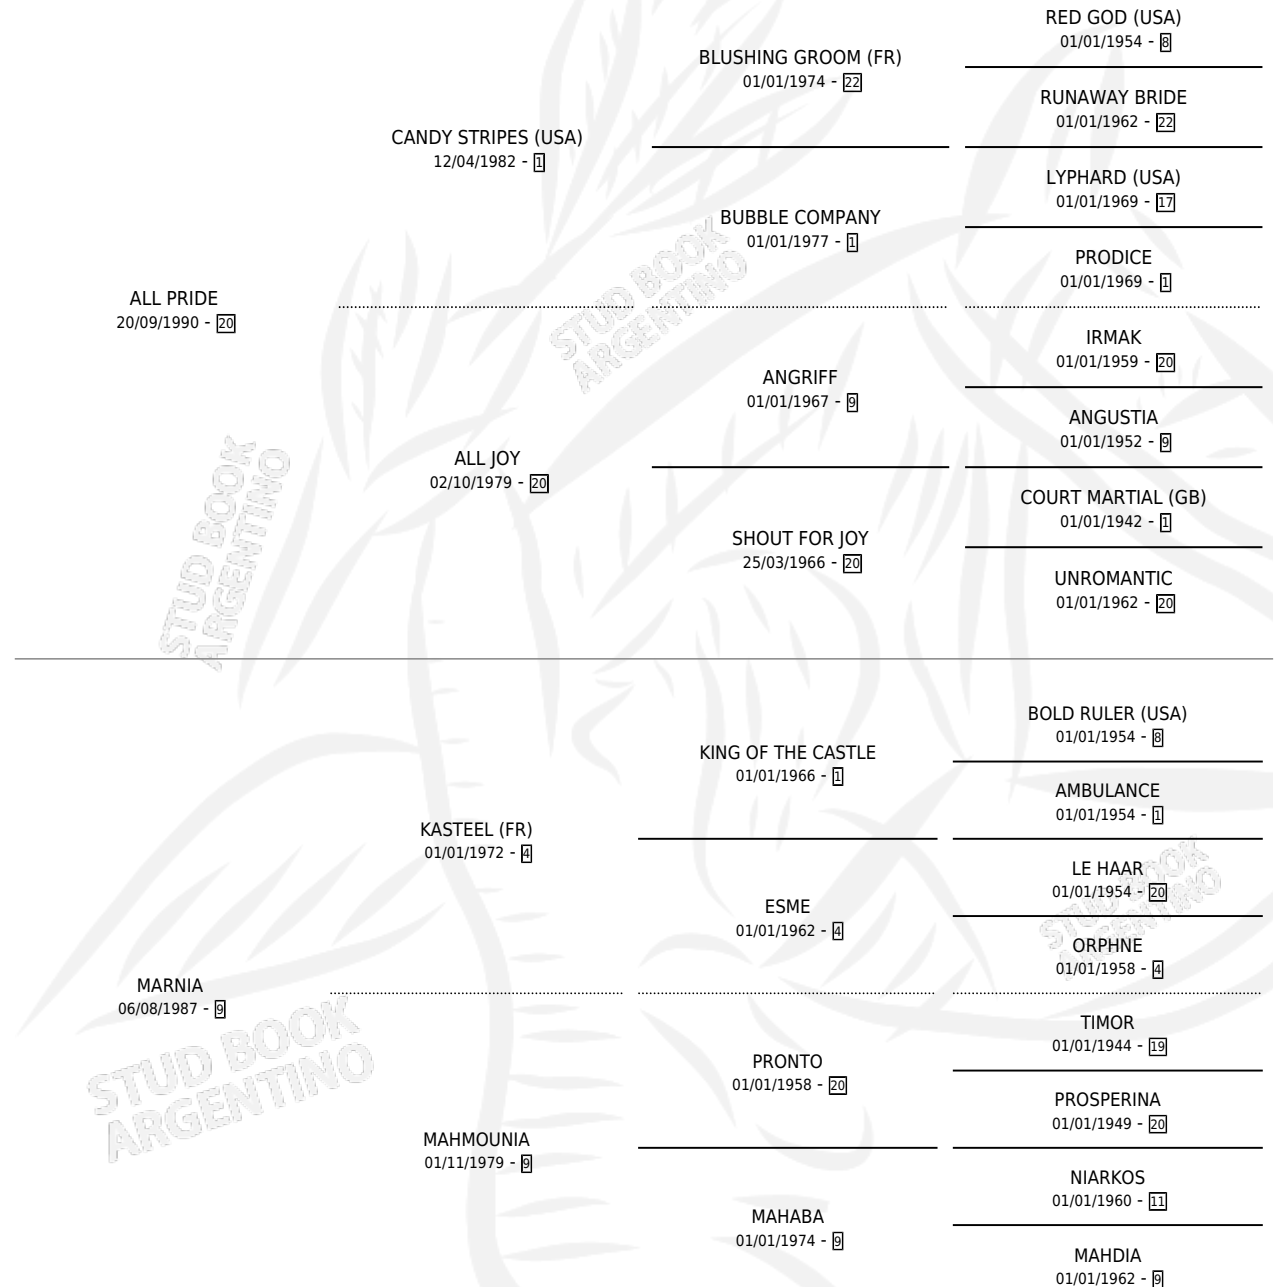 RED GOD (USA)
01/01/1954 - 8
BLUSHING GROOM (FR)
01/01/1974 - 22
RUNAWAY BRIDE
01/01/1962 - 22
CANDY STRIPES (USA)
12/04/1982 - 1
LYPHARD (USA)
01/01/1969 - 17
BUBBLE COMPANY
01/01/1977 - 1
PRODICE
01/01/1969 - 1
ALL PRIDE
20/09/1990 - 20
IRMAK
01/01/1959 - 20
ANGRIFF
01/01/1967 - 9
ANGUSTIA
01/01/1952 - 9
ALL JOY
02/10/1979 - 20
COURT MARTIAL (GB)
01/01/1942 - 1
SHOUT FOR JOY
25/03/1966 - 20
UNROMANTIC
01/01/1962 - 20
BOLD RULER (USA)
01/01/1954 - 8
KING OF THE CASTLE
01/01/1966 - 1
AMBULANCE
01/01/1954 - 1
KASTEEL (FR)
01/01/1972 - 4
LE HAAR
01/01/1954 - 20
ESME
01/01/1962 - 4
ORPHNE
01/01/1958 - 4
MARNIA
06/08/1987 - 9
TIMOR
01/01/1944 - 19
PRONTO
01/01/1958 - 20
PROSPERINA
01/01/1949 - 20
MAHMOUNIA
01/11/1979 - 9
NIARKOS
01/01/1960 - 11
MAHABA
01/01/1974 - 9
MAHDIA
01/01/1962 - 9
STUD BOOK
ARGENTINO
STUD BOOK
ARGENTINO
STUD BOOK
ARGENTINO
STUD BOOK
ARGENTINO